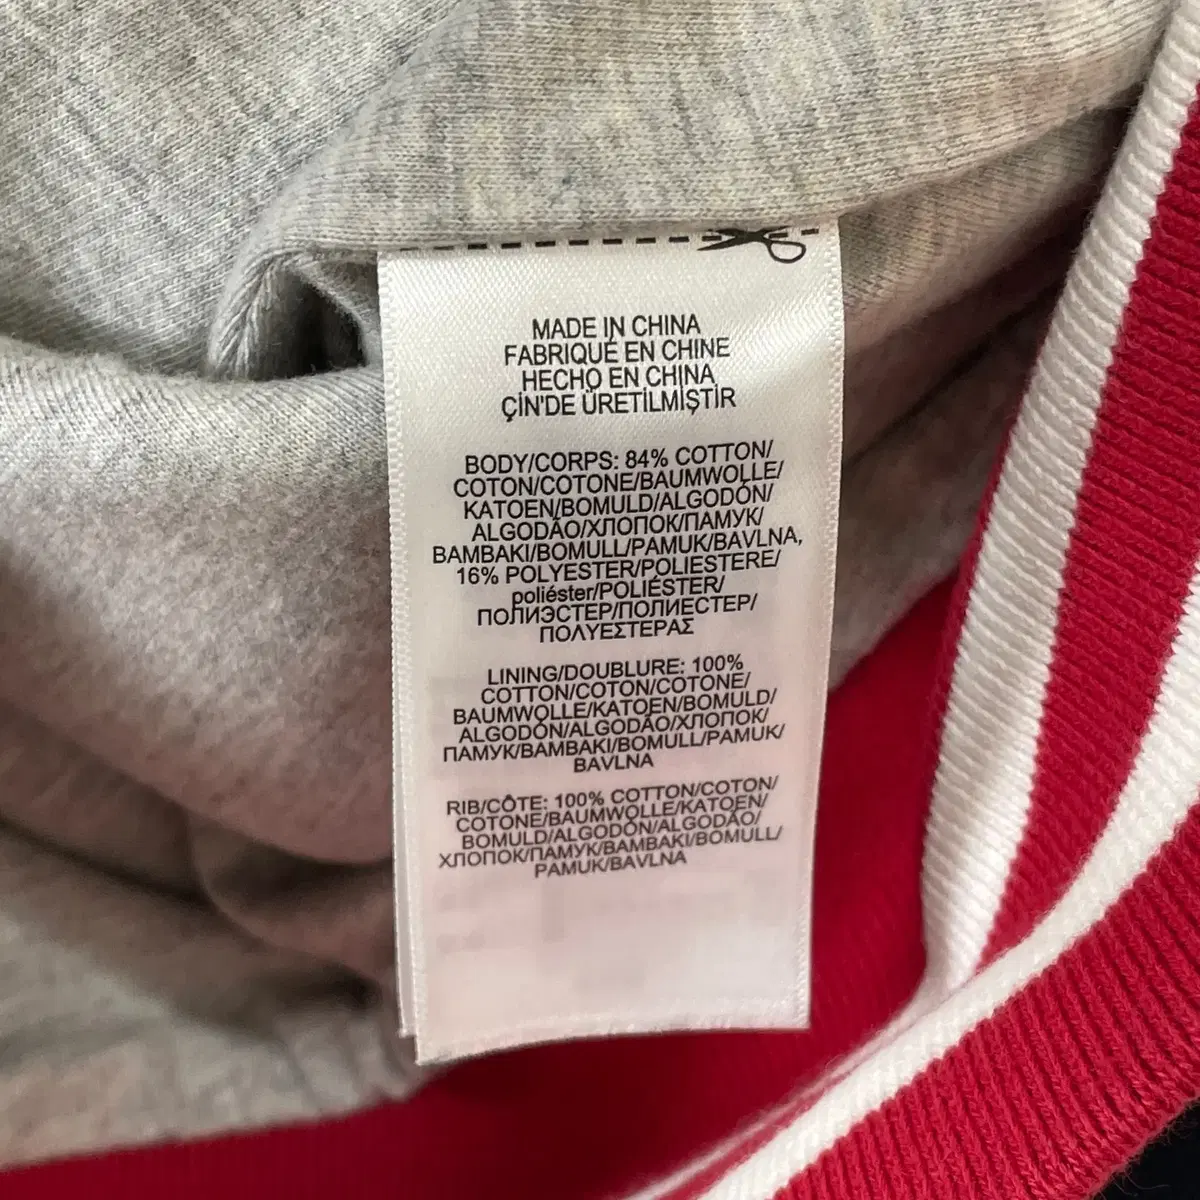 MADE IN CHINA
FABRIQUÉ EN CHINE
HECHO EN CHINA
ÇİN'DE ÜRETİLMİŞTİR
BODY/CORPS: 84% COTTON/
COTON/COTONE/BAUMWOLLE/
KATOEN/BOMULD/ALGODÓN/
ALGODÃO/ХЛОПОК/ПАМУК/
BAMBAKI/BOMULL/PAMUK/BAVLNA,
16% POLYESTER/POLIESTERE/
poliéster/POLIÉSTER/
ПОЛИЭСТЕР/ПОЛИЕСТЕР/
ΠΟΛΥΕΣΤΕΡΑΣ
LINING/DOUBLURE: 100%
COTTON/COTON/COTONE/
BAUMWOLLE/KATOEN/BOMULD/
ALGODÓN/ALGODÃO/ХЛОПОК/
ПАМУК/BAMBAKI/BOMULL/PAMUK/
BAVLNA
RIB/CÔTE: 100% COTTON/COTON/
COTONE/BAUMWOLLE/KATOEN/
BOMULD/ALGODÓN/ALGODÃO/
ХЛОПОК/ПАМУК/BAMBAKI/BOMULL/
PAMUK/BAVLNA